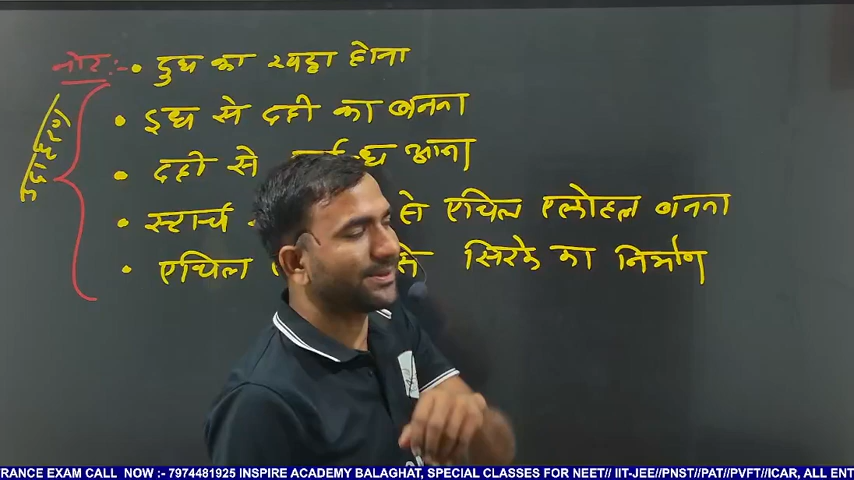 नोट :- • दुध का खट्टा होना
उदाहरण
• दुध से दही का बनना
• दही से आना
• स्टार्च से एथिल एलोहल बनना
• एथिल से सिरके का निर्माण
RANCE EXAM CALL NOW :- 7974481925 INSPIRE ACADEMY BALAGHAT, SPECIAL CLASSES FOR NEET// IIT-JEE//PNST//PAT//PVFT//ICAR, ALL ENT